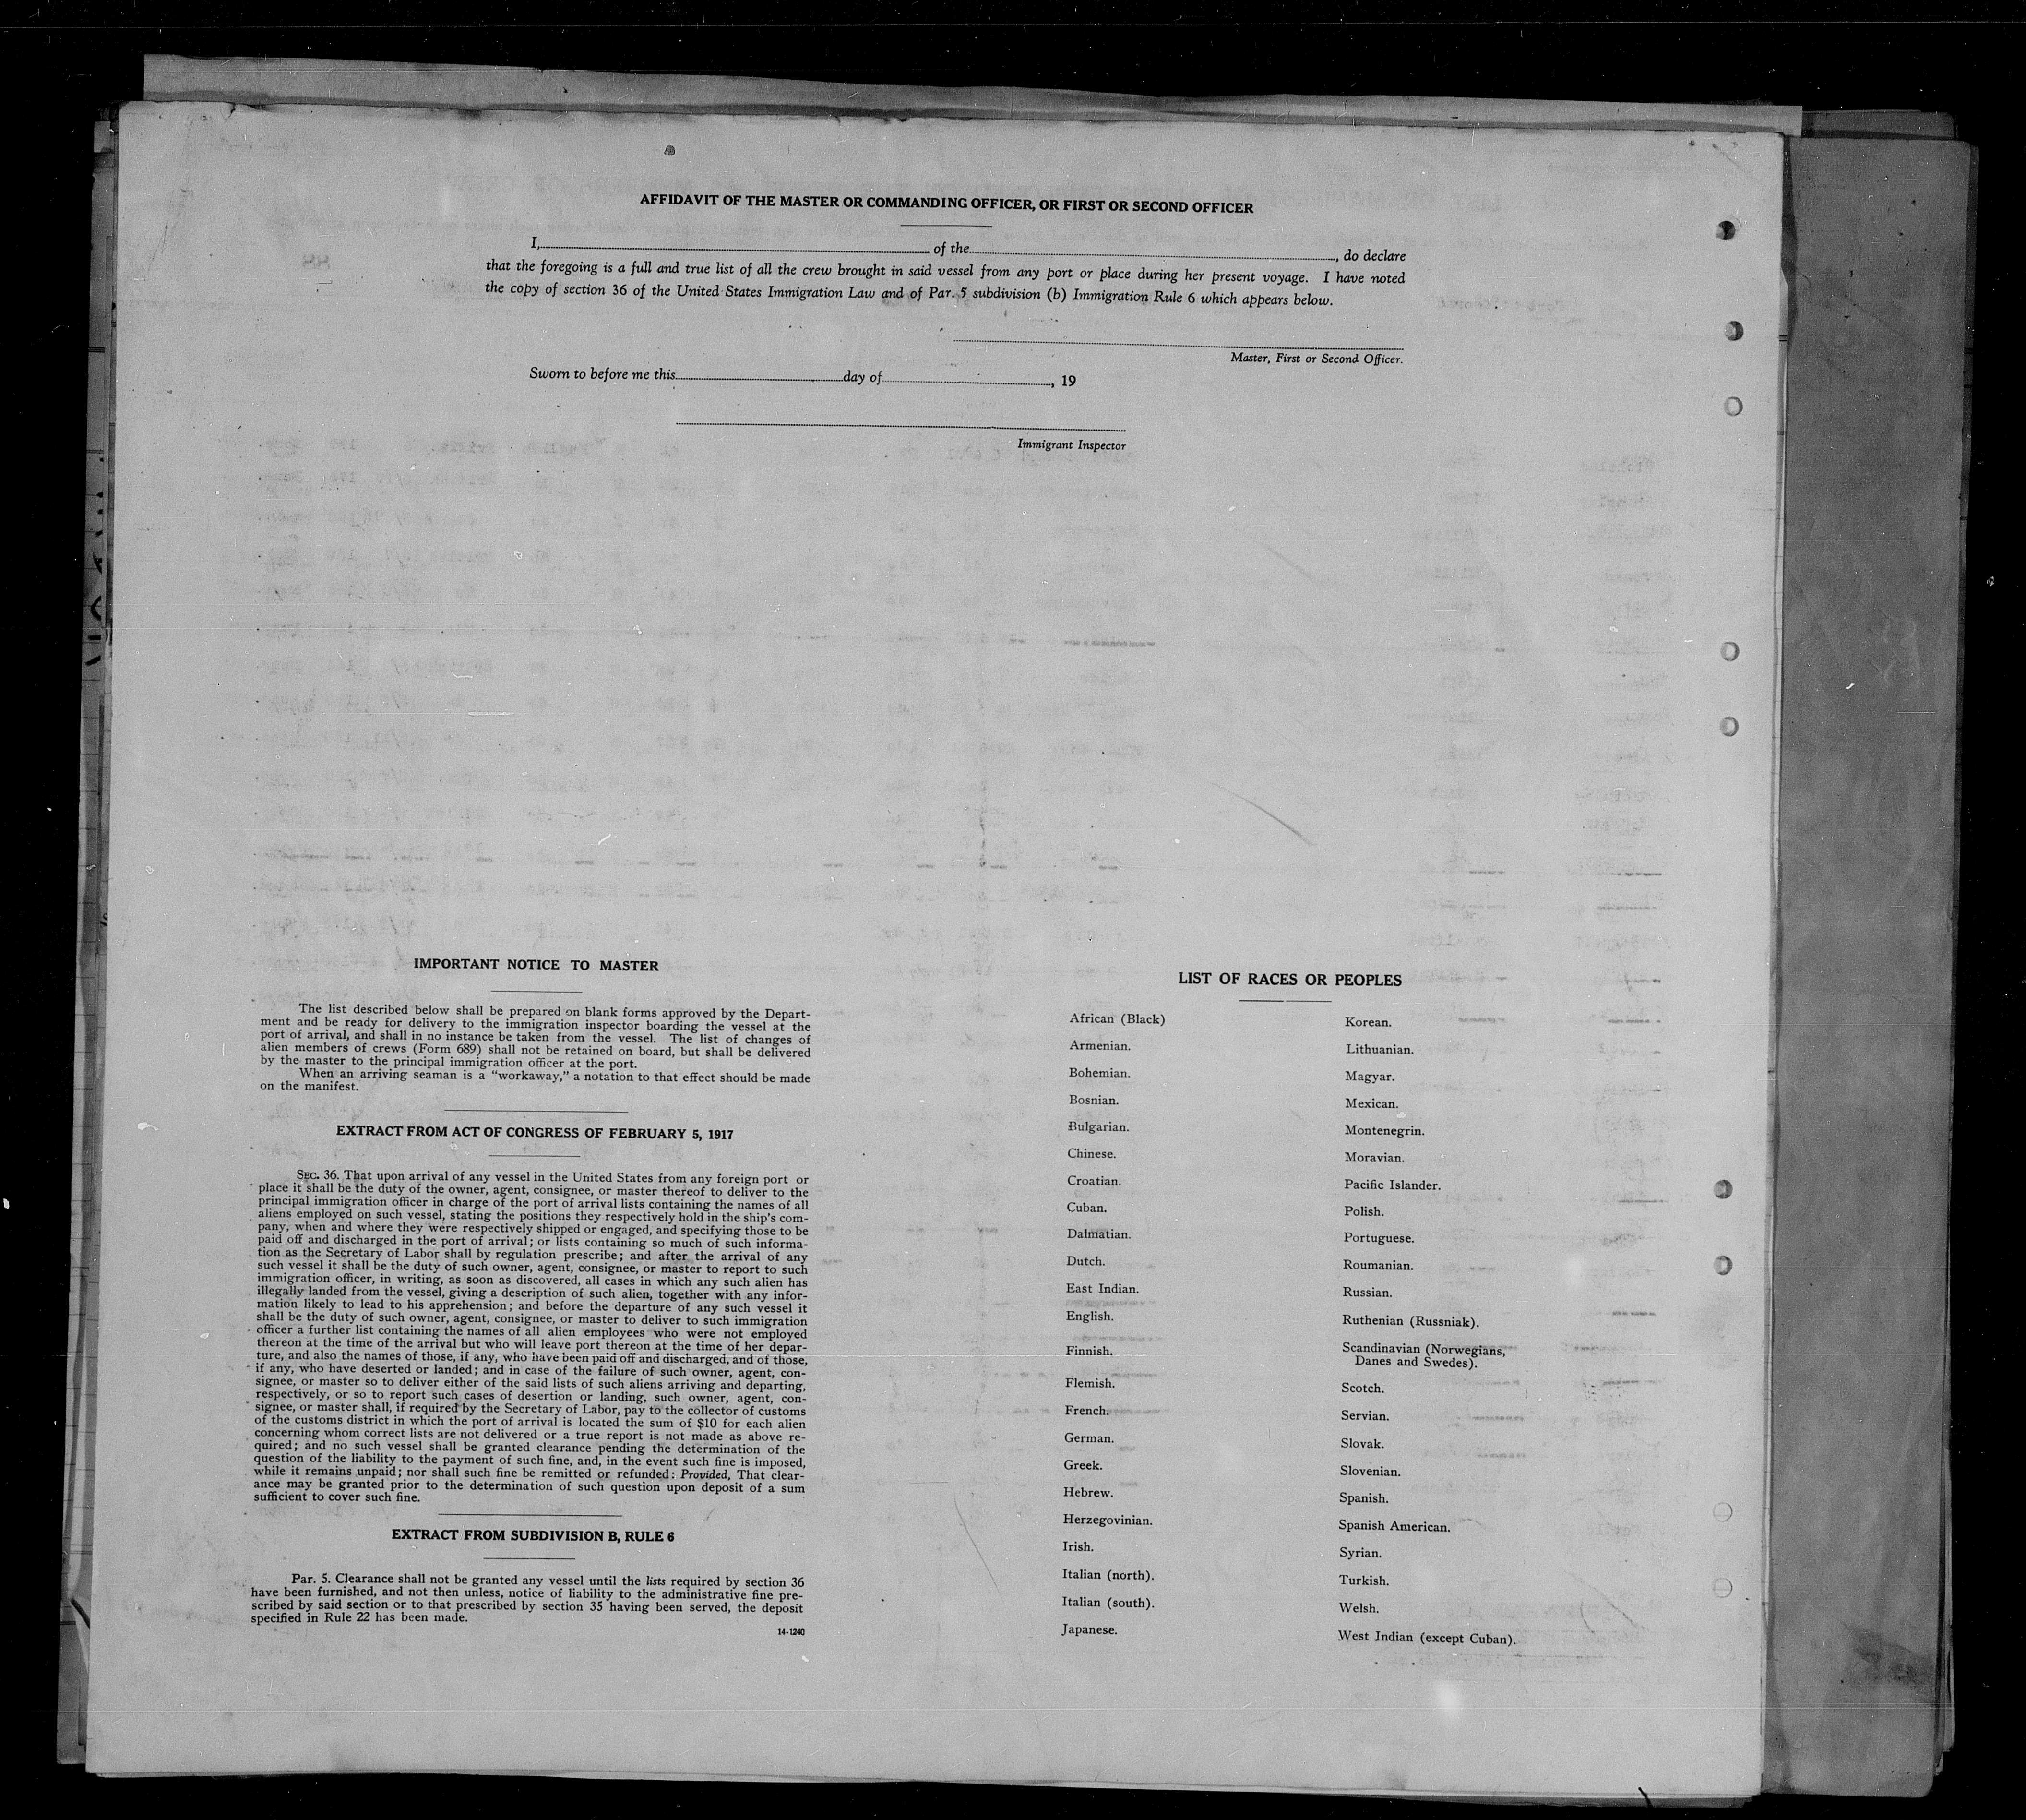 AFFIDAVIT OF THE MASTER OR COMMANDING OFFICER, OR FIRST OR SECOND OFFICER
I, of the , do declare
that the foregoing is a full and true list of all the crew brought in said vessel from any port or place during her present voyage. I have noted
the copy of section 36 of the United States Immigration Law and of Par. 5 subdivision (b) Immigration Rule 6 which appears below.
Master, First or Second Officer.
Sworn to before me this day of , 19
Immigrant Inspector
IMPORTANT NOTICE TO MASTER
The list described below shall be prepared on blank forms approved by the Depart-
ment and be ready for delivery to the immigration inspector boarding the vessel at the
port of arrival, and shall in no instance be taken from the vessel. The list of changes of
alien members of crews (Form 689) shall not be retained on board, but shall be delivered
by the master to the principal immigration officer at the port.
When an arriving seaman is a "workaway," a notation to that effect should be made
on the manifest.
EXTRACT FROM ACT OF CONGRESS OF FEBRUARY 5, 1917
SEC. 36. That upon arrival of any vessel in the United States from any foreign port or
place it shall be the duty of the owner, agent, consignee, or master thereof to deliver to the
principal immigration officer in charge of the port of arrival lists containing the names of all
aliens employed on such vessel, stating the positions they respectively hold in the ship's com-
pany, when and where they were respectively shipped or engaged, and specifying those to be
paid off and discharged in the port of arrival; or lists containing so much of such informa-
tion as the Secretary of Labor shall by regulation prescribe; and after the arrival of any
such vessel it shall be the duty of such owner, agent, consignee, or master to report to such
immigration officer, in writing, as soon as discovered, all cases in which any such alien has
illegally landed from the vessel, giving a description of such alien, together with any infor-
mation likely to lead to his apprehension; and before the departure of any such vessel it
shall be the duty of such owner, agent, consignee, or master to deliver to such immigration
officer a further list containing the names of all alien employees who were not employed
thereon at the time of the arrival but who will leave port thereon at the time of her depar-
ture, and also the names of those, if any, who have been paid off and discharged, and of those,
if any, who have deserted or landed; and in case of the failure of such owner, agent, con-
signee, or master so to deliver either of the said lists of such aliens arriving and departing,
respectively, or so to report such cases of desertion or landing, such owner, agent, con-
signee, or master shall, if required by the Secretary of Labor, pay to the collector of customs
of the customs district in which the port of arrival is located the sum of $10 for each alien
concerning whom correct lists are not delivered or a true report is not made as above re-
quired; and no such vessel shall be granted clearance pending the determination of the
question of the liability to the payment of such fine, and, in the event such fine is imposed,
while it remains unpaid; nor shall such fine be remitted or refunded: Provided, That clear-
ance may be granted prior to the determination of such question upon deposit of a sum
sufficient to cover such fine.
EXTRACT FROM SUBDIVISION B, RULE 6
Par. 5. Clearance shall not be granted any vessel until the lists required by section 36
have been furnished, and not then unless, notice of liability to the administrative fine pre-
scribed by said section or to that prescribed by section 35 having been served, the deposit
specified in Rule 22 has been made.
14-1240
LIST OF RACES OR PEOPLES
African (Black)
Armenian.
Bohemian.
Bosnian.
Bulgarian.
Chinese.
Croatian.
Cuban.
Dalmatian.
Dutch.
East Indian.
English.
Finnish.
Flemish.
French.
German.
Greek.
Hebrew.
Herzegovinian.
Irish.
Italian (north).
Italian (south).
Japanese.
Korean.
Lithuanian.
Magyar.
Mexican.
Montenegrin.
Moravian.
Pacific Islander.
Polish.
Portuguese.
Roumanian.
Russian.
Ruthenian (Russniak).
Scandinavian (Norwegians,
Danes and Swedes).
Scotch.
Servian.
Slovak.
Slovenian.
Spanish.
Spanish American.
Syrian.
Turkish.
Welsh.
West Indian (except Cuban).